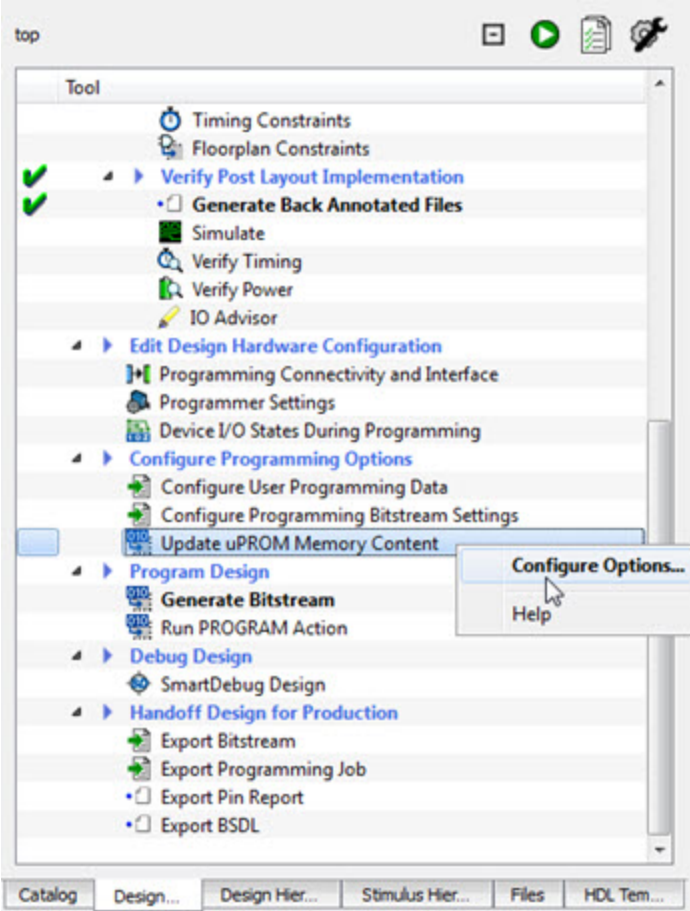 top
Tool
Timing Constraints
Floorplan Constraints
Verify Post Layout Implementation
Generate Back Annotated Files
Simulate
Verify Timing
Verify Power
IO Advisor
Edit Design Hardware Configuration
Programming Connectivity and Interface
Programmer Settings
Device I/O States During Programming
Configure Programming Options
Configure User Programming Data
Configure Programming Bitstream Settings
Update uPROM Memory Content
Configure Options...
Help
Program Design
Generate Bitstream
Run PROGRAM Action
Debug Design
SmartDebug Design
Handoff Design for Production
Export Bitstream
Export Programming Job
Export Pin Report
Export BSDL
Catalog Design... Design Hier... Stimulus Hier... Files HDL Tem...